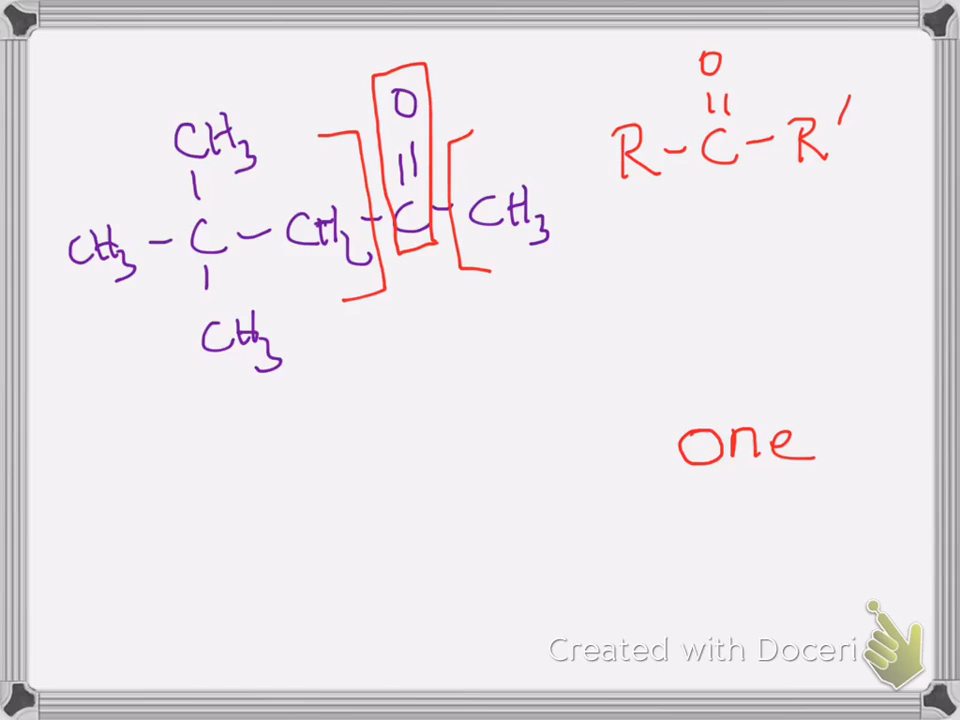 O
||
CH3
CH3 - C - CH2 - C - CH3
CH3
O
||
R - C - R'
one
Created with Doceri